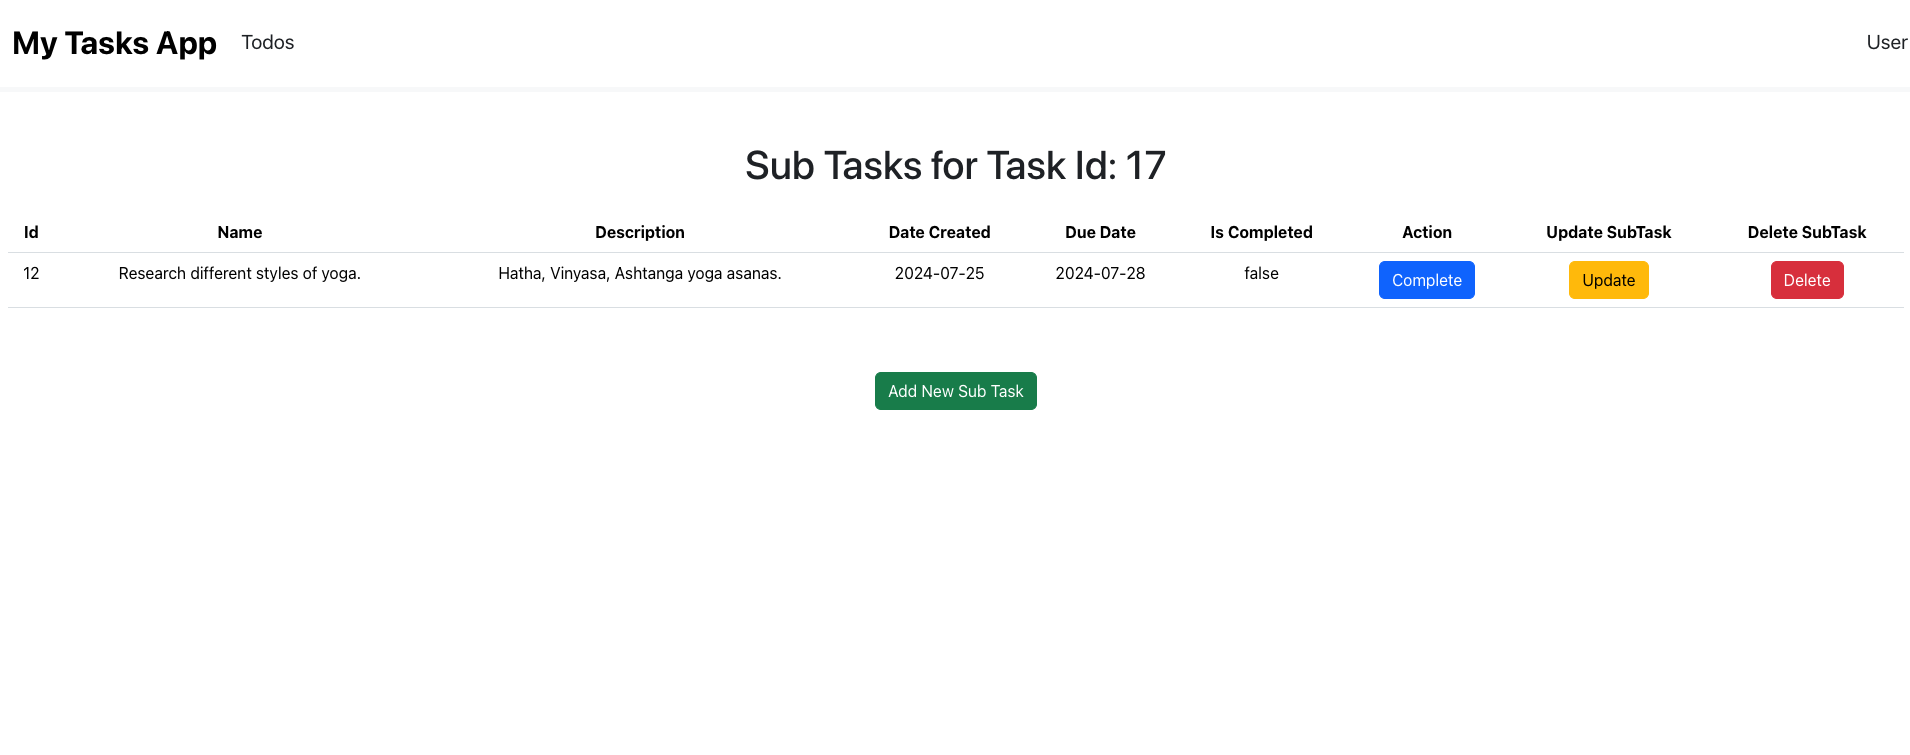 My Tasks App Todos User
Sub Tasks for Task Id: 17
Id Name Description Date Created Due Date Is Completed Action Update SubTask Delete SubTask
12 Research different styles of yoga. Hatha, Vinyasa, Ashtanga yoga asanas. 2024-07-25 2024-07-28 false Complete Update Delete
Add New Sub Task